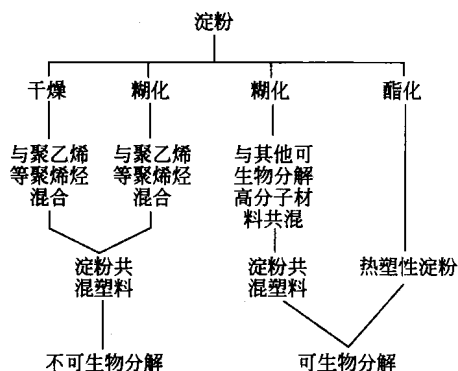 淀粉
干燥 糊化 糊化 酯化
与聚乙烯
等聚烯烃
混合
与聚乙烯
等聚烯烃
混合
与其他可
生物分解
高分子材
料共混
淀粉共
混塑料
淀粉共
混塑料
热塑性淀粉
不可生物分解
可生物分解